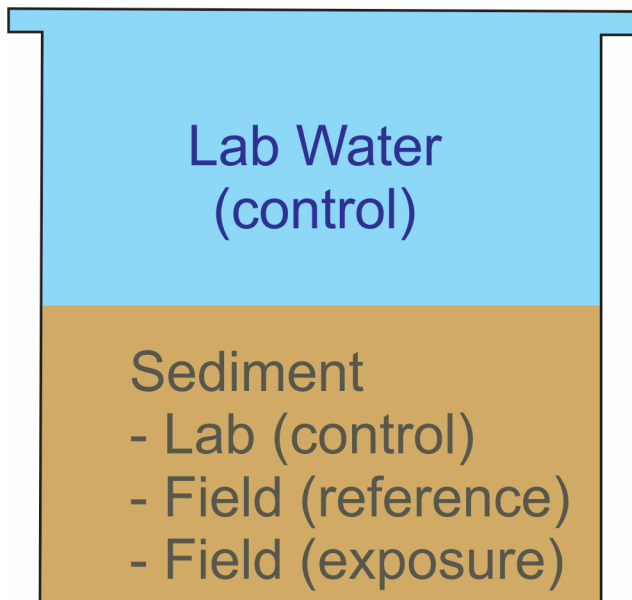 Lab Water
(control)
Sediment
- Lab (control)
- Field (reference)
- Field (exposure)